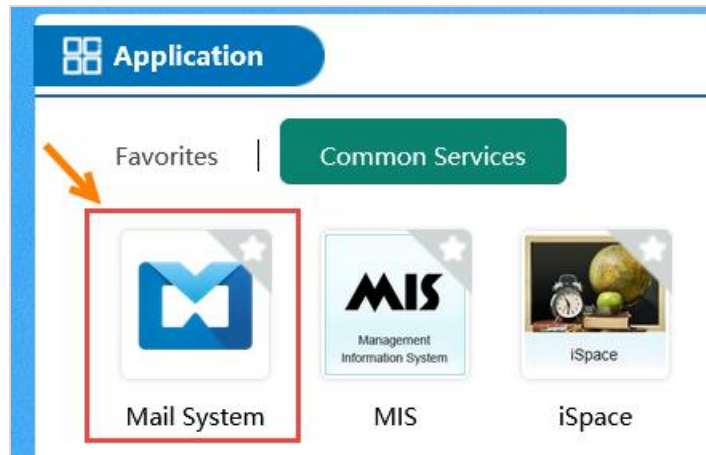 Application
Favorites | Common Services
MIS
Management
Information System
iSpace
Mail System MIS iSpace